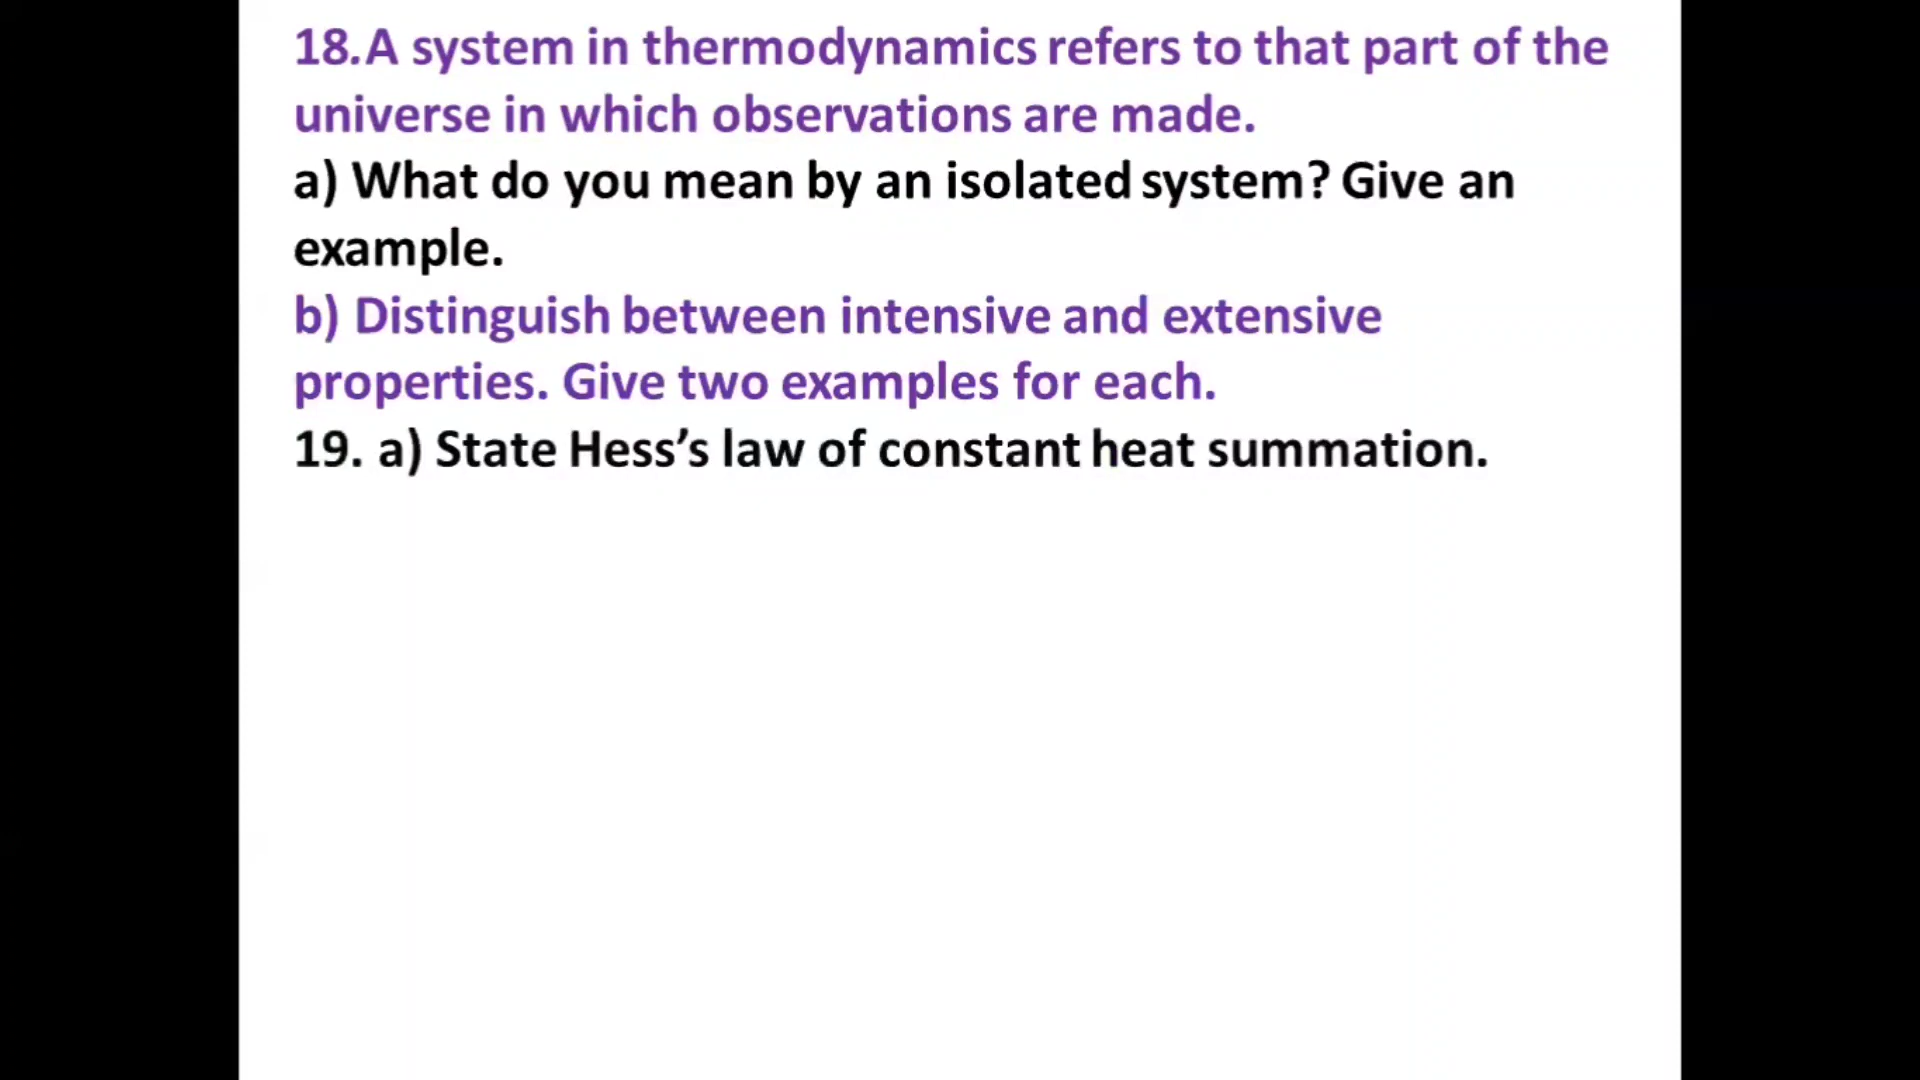 18.A system in thermodynamics refers to that part of the
universe in which observations are made.
a) What do you mean by an isolated system? Give an
example.
b) Distinguish between intensive and extensive
properties. Give two examples for each.
19. a) State Hess’s law of constant heat summation.